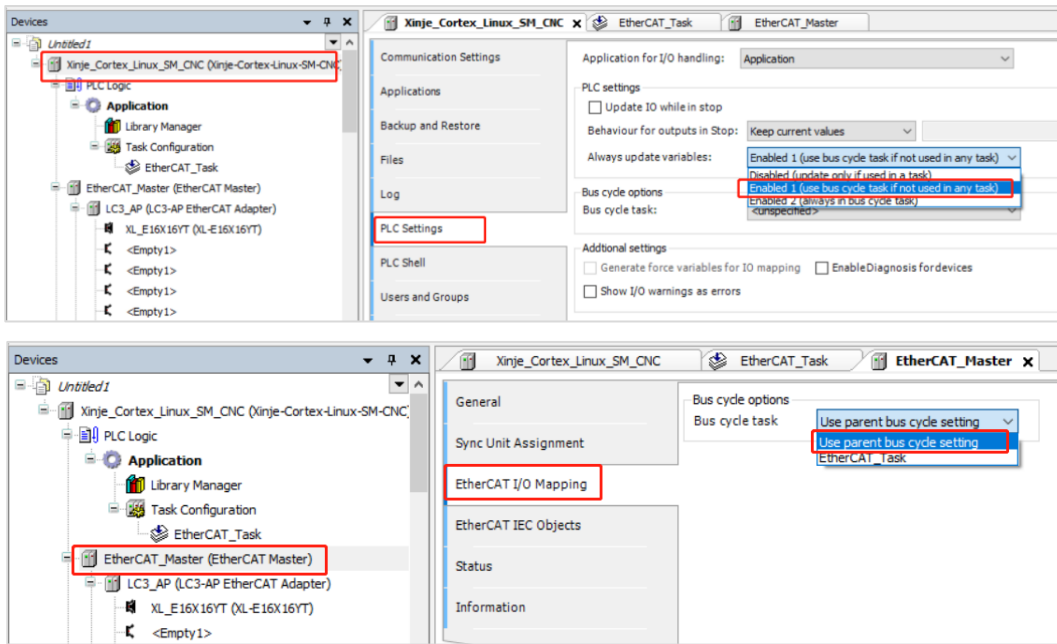 Devices
Untitled1
Xinje_Cortex_Linux_SM_CNC (Xinje-Cortex-Linux-SM-CNC
PLC Logic
Application
Library Manager
Task Configuration
EtherCAT_Task
EtherCAT_Master (EtherCAT Master)
LC3_AP (LC3-AP EtherCAT Adapter)
XL_E16X16YT (XL-E16X16YT)
<Empty1>
<Empty1>
<Empty1>
<Empty1>
Xinje_Cortex_Linux_SM_CNC
EtherCAT_Task
EtherCAT_Master
Communication Settings
Applications
Backup and Restore
Files
Log
PLC Settings
PLC Shell
Users and Groups
Application for I/O handling: Application
PLC settings
Update IO while in stop
Behaviour for outputs in Stop: Keep current values
Always update variables: Enabled 1 (use bus cycle task if not used in any task)
Disabled (update only if used in a task)
Enabled 1 (use bus cycle task if not used in any task)
Enabled 2 (always in bus cycle task)
Bus cycle options
Bus cycle task: <unspecified>
Addtional settings
Generate force variables for IO mapping EnableDiagnosis fordevices
Show I/O warnings as errors
Devices
Untitled1
Xinje_Cortex_Linux_SM_CNC (Xinje-Cortex-Linux-SM-CNC
PLC Logic
Application
Library Manager
Task Configuration
EtherCAT_Task
EtherCAT_Master (EtherCAT Master)
LC3_AP (LC3-AP EtherCAT Adapter)
XL_E16X16YT (XL-E16X16YT)
<Empty1>
Xinje_Cortex_Linux_SM_CNC
EtherCAT_Task
EtherCAT_Master
General
Sync Unit Assignment
EtherCAT I/O Mapping
EtherCAT IEC Objects
Status
Information
Bus cycle options
Bus cycle task Use parent bus cycle setting
Use parent bus cycle setting
EtherCAT_Task